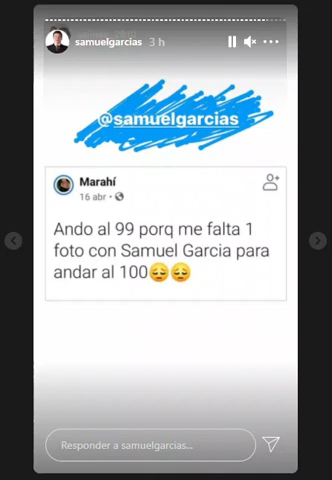 samuelgarcias 3 h
@samuelgarcias
Marahí
16 abr •
Ando al 99 porq me falta 1
foto con Samuel Garcia para
andar al 100😔😔
Responder a samuelgarcias...